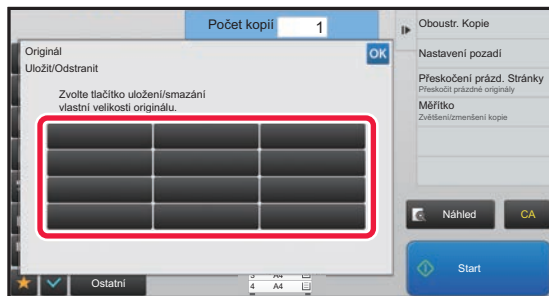 Počet kopií 1
Originál
OK
Uložit/Odstranit
Zvolte tlačítko uložení/smazání
vlastní velikosti originálu.
Oboustr. Kopie
Nastavení pozadí
Přeskočení prázd. Stránky
Přeskočit prázdné originály
Měřítko
Zvětšení/zmenšení kopie
Náhled
CA
Start
Ostatní
3 A4
4 A4